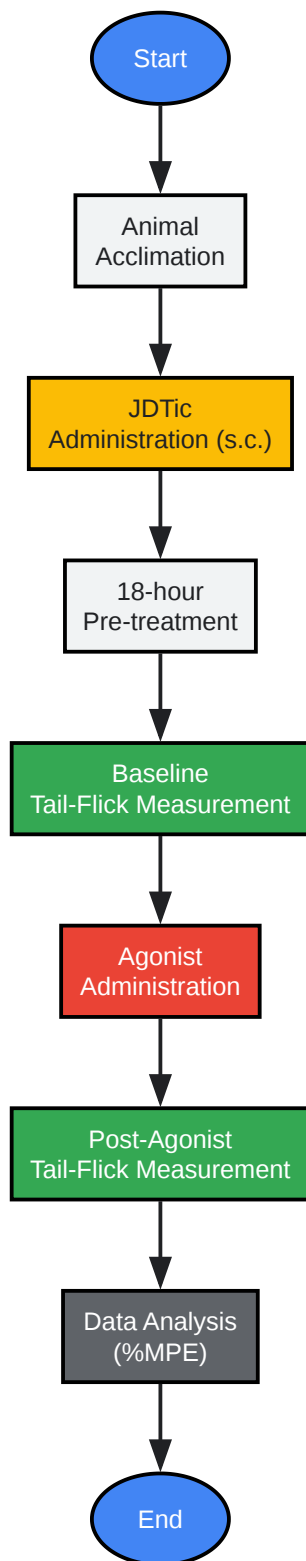 Start
Animal
Acclimation
JDTic
Administration (s.c.)
18-hour
Pre-treatment
Baseline
Tail-Flick Measurement
Agonist
Administration
Post-Agonist
Tail-Flick Measurement
Data Analysis
(%MPE)
End